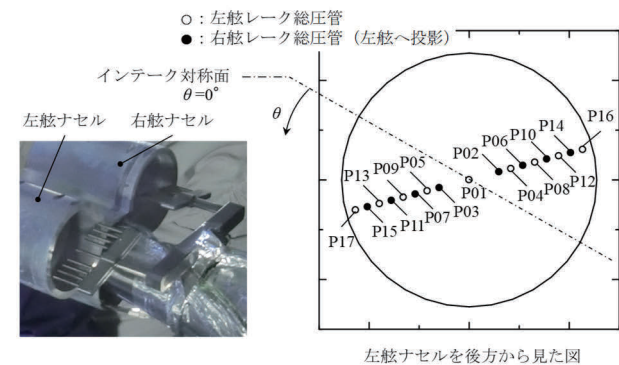 ○：左舷レーク総圧管
●：右舷レーク総圧管（左舷へ投影）
インテーク対称面
θ=0°
θ
左舷ナセル
右舷ナセル
P16
P14
P10
P06
P02
P12
P08
P04
P01
P05
P09
P13
P03
P07
P11
P15
P17
左舷ナセルを後方から見た図